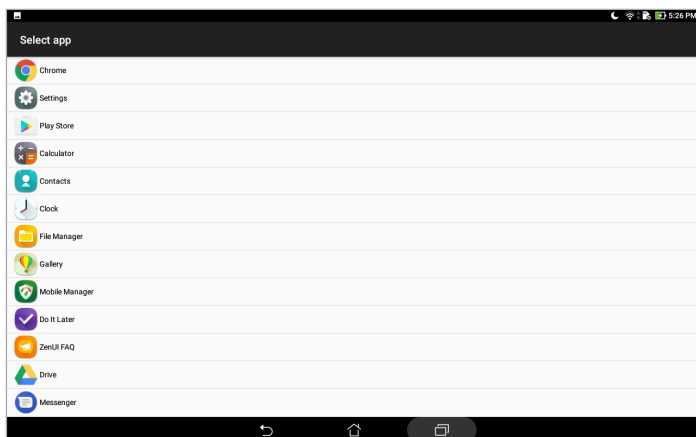 5:26 PM
Select app
Chrome
Settings
Play Store
Calculator
Contacts
Clock
File Manager
Gallery
Mobile Manager
Do It Later
ZenUI FAQ
Drive
Messenger